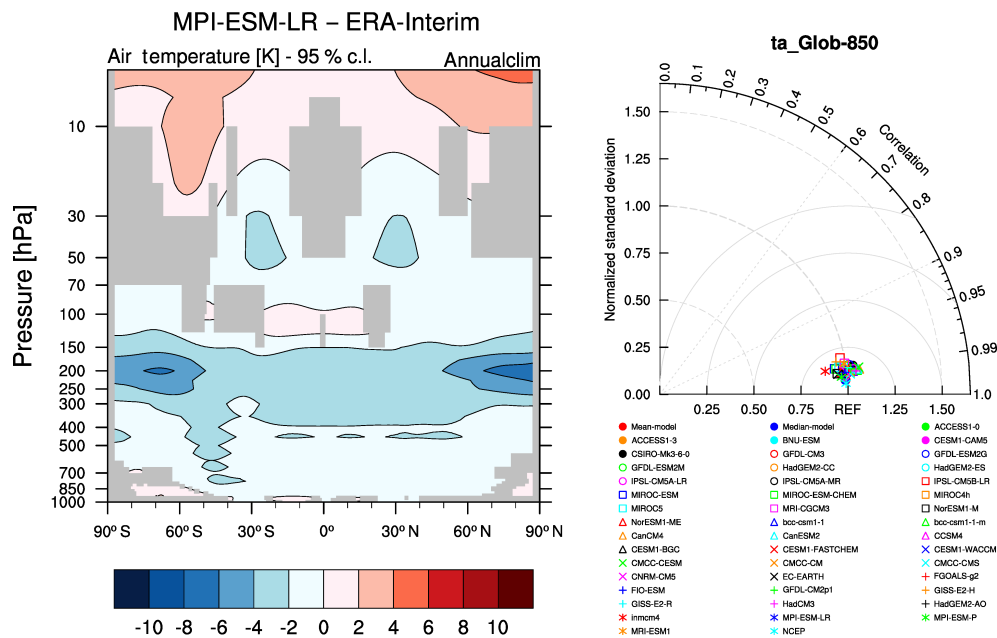 MPI-ESM-LR – ERA-Interim
Air temperature [K] - 95 % c.l.
Annualclim
Pressure [hPa]
10
30
50
70
100
150
200
250
300
400
500
700
850
1000
90°S 60°S 30°S 0° 30°N 60°N 90°N
-10 -8 -6 -4 -2 0 2 4 6 8 10
ta_Glob-850
0.0 0.1 0.2 0.3 0.4 0.5 0.6 0.7 0.8 0.9 0.95 0.99 1.0
Correlation
Normalized standard deviation
1.50
1.25
1.00
0.75
0.50
0.25
0.00
0.25 0.50 0.75 REF 1.25 1.50
Mean-model Median-model ACCESS1-0
ACCESS1-3 BNU-ESM CESM1-CAM5
CSIRO-Mk3-6-0 GFDL-CM3 GFDL-ESM2G
GFDL-ESM2M HadGEM2-CC HadGEM2-ES
IPSL-CM5A-LR IPSL-CM5A-MR IPSL-CM5B-LR
MIROC-ESM MIROC-ESM-CHEM MIROC4h
MIROC5 MRI-CGCM3 NorESM1-M
NorESM1-ME bcc-csm1-1 bcc-csm1-1-m
CanCM4 CanESM2 CCSM4
CESM1-BGC CESM1-FASTCHEM CESM1-WACCM
CMCC-CESM CMCC-CM CMCC-CMS
CNRM-CM5 EC-EARTH FGOALS-g2
FIO-ESM GFDL-CM2p1 GISS-E2-H
GISS-E2-R HadCM3 HadGEM2-AO
inmcm4 MPI-ESM-LR MPI-ESM-P
MRI-ESM1 NCEP